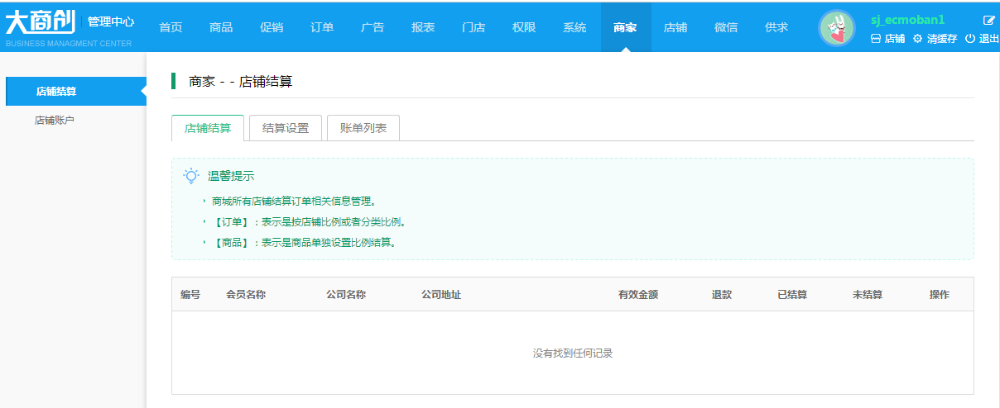 大商创 管理中心
BUSINESS MANAGMENT CENTER
首页 商品 促销 订单 广告 报表 门店 权限 系统 商家 店铺 微信 供求
sj_ecmoban1
店铺 清缓存 退出
店铺结算
店铺账户
商家 - - 店铺结算
店铺结算 结算设置 账单列表
温馨提示
商城所有店铺结算订单相关信息管理。
【订单】：表示是按店铺比例或者分类比例。
【商品】：表示是商品单独设置比例结算。
编号 会员名称 公司名称 公司地址 有效金额 退款 已结算 未结算 操作
没有找到任何记录